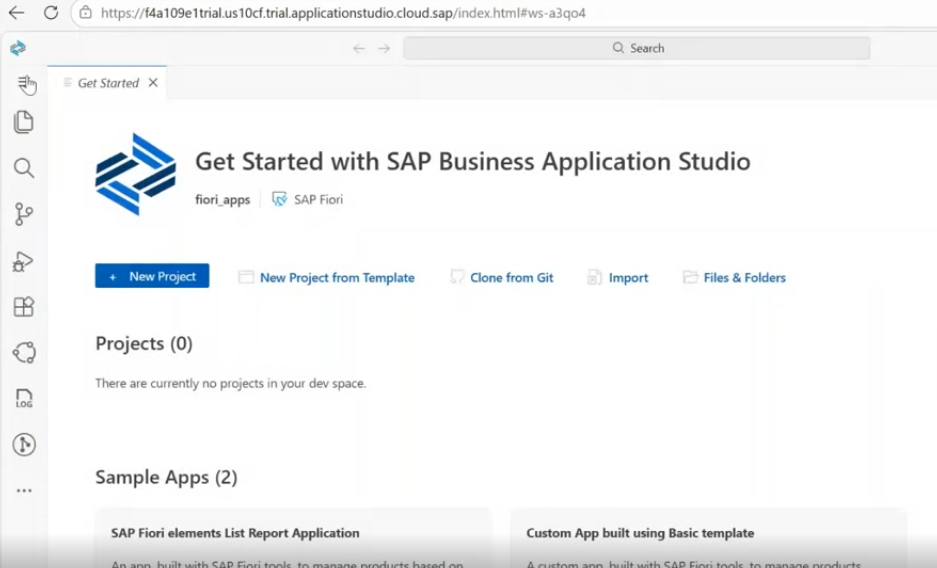 https://f4a109e1trial.us10cf.trial.applicationstudio.cloud.sap/index.html#ws-a3qo4
Search
Get Started
Get Started with SAP Business Application Studio
fiori_apps SAP Fiori
+ New Project New Project from Template Clone from Git Import Files & Folders
Projects (0)
There are currently no projects in your dev space.
LOG
Sample Apps (2)
SAP Fiori elements List Report Application Custom App built using Basic template
An app, built with SAP Fiori tools, to manage products based on A custom app, built with SAP Fiori tools, to manage products